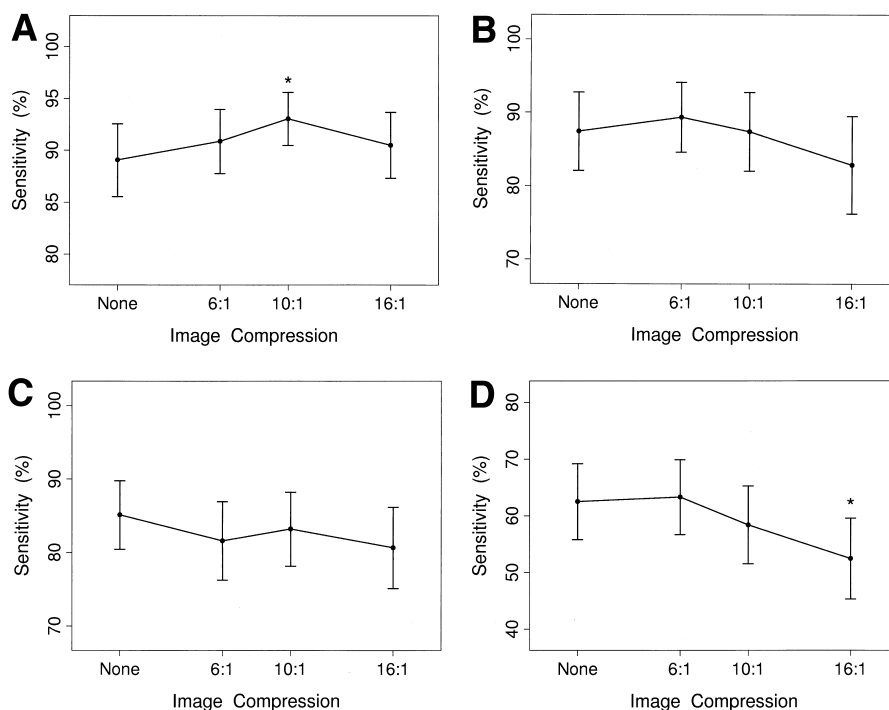 A
Sensitivity (%)
100
95
90
85
80
*
None 6:1 10:1 16:1
Image Compression
B
Sensitivity (%)
100
90
80
70
None 6:1 10:1 16:1
Image Compression
C
Sensitivity (%)
100
90
80
70
None 6:1 10:1 16:1
Image Compression
D
Sensitivity (%)
80
70
60
50
40
*
None 6:1 10:1 16:1
Image Compression